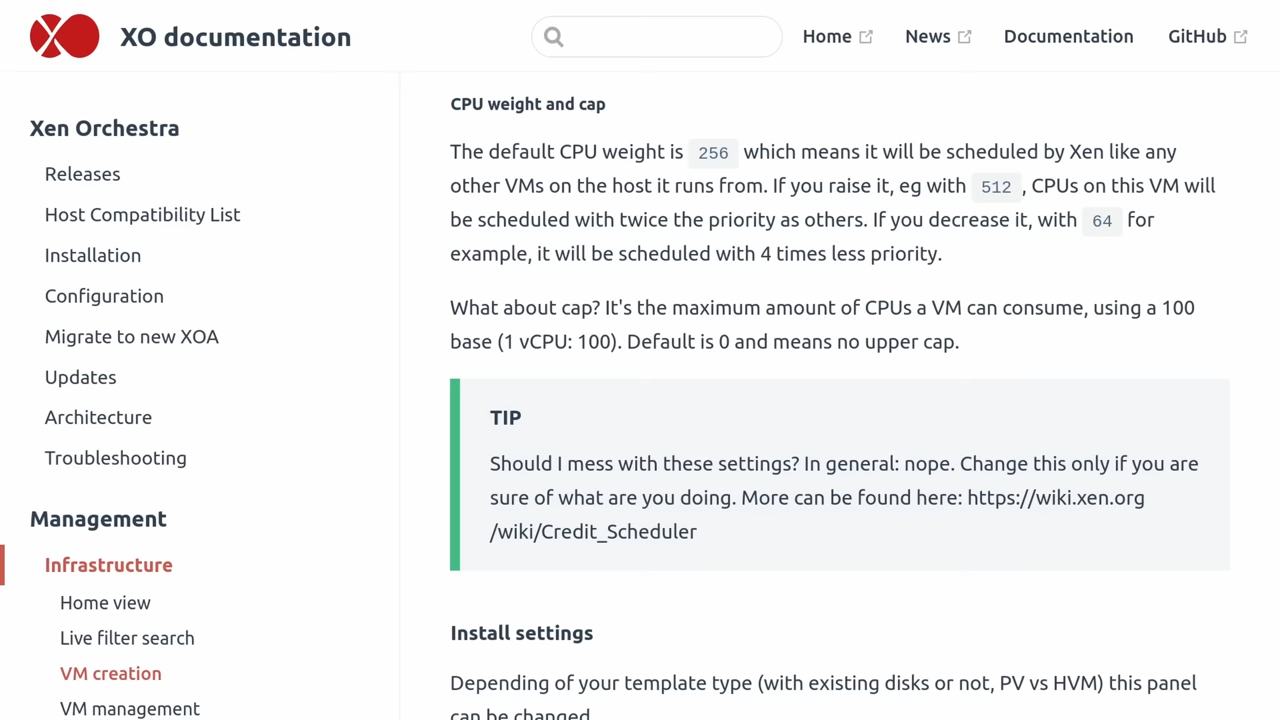 XO documentation
Home
News
Documentation
GitHub
Xen Orchestra
Releases
Host Compatibility List
Installation
Configuration
Migrate to new XOA
Updates
Architecture
Troubleshooting
Management
Infrastructure
Home view
Live filter search
VM creation
VM management
CPU weight and cap
The default CPU weight is 256 which means it will be scheduled by Xen like any
other VMs on the host it runs from. If you raise it, eg with 512, CPUs on this VM will
be scheduled with twice the priority as others. If you decrease it, with 64 for
example, it will be scheduled with 4 times less priority.
What about cap? It's the maximum amount of CPUs a VM can consume, using a 100
base (1 vCPU: 100). Default is 0 and means no upper cap.
TIP
Should I mess with these settings? In general: nope. Change this only if you are
sure of what are you doing. More can be found here: https://wiki.xen.org
/wiki/Credit_Scheduler
Install settings
Depending of your template type (with existing disks or not, PV vs HVM) this panel
can be changed